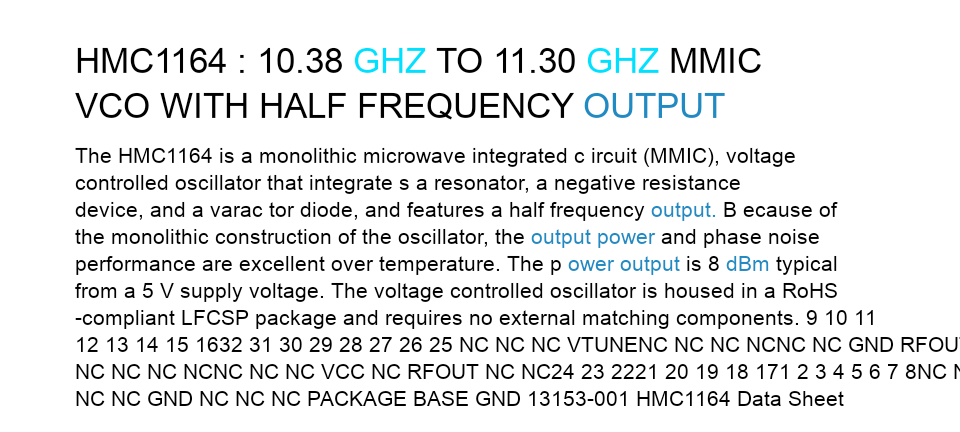 HMC1164 : 10.38 GHZ TO 11.30 GHZ MMIC
VCO WITH HALF FREQUENCY OUTPUT
The HMC1164 is a monolithic microwave integrated c ircuit (MMIC), voltage
controlled oscillator that integrate s a resonator, a negative resistance
device, and a varac tor diode, and features a half frequency output. B ecause of
the monolithic construction of the oscillator, the output power and phase noise
performance are excellent over temperature. The p ower output is 8 dBm typical
from a 5 V supply voltage. The voltage controlled oscillator is housed in a RoHS
-compliant LFCSP package and requires no external matching components. 9 10 11
12 13 14 15 1632 31 30 29 28 27 26 25 NC NC NC VTUNENC NC NC NCNC NC GND
NC NC NC NCNC NC NC VCC NC RFOUT NC NC24 23 2221 20 19 18 171 2 3 4 5 6 7 8NC
NC NC GND NC NC NC PACKAGE BASE GND 13153-001 HMC1164 Data Sheet